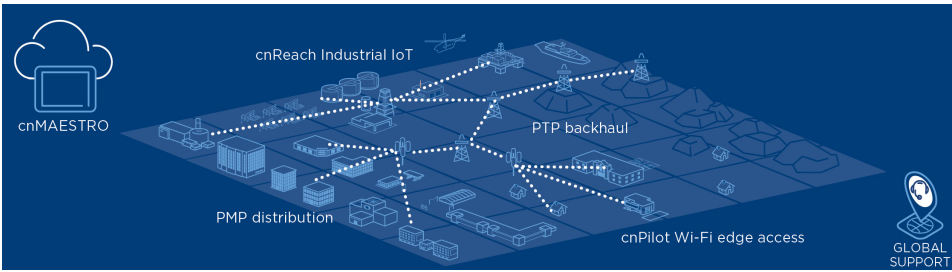 cnReach Industrial IoT
cnMAESTRO
PTP backhaul
PMP distribution
cnPilot Wi-Fi edge access
GLOBAL
SUPPORT